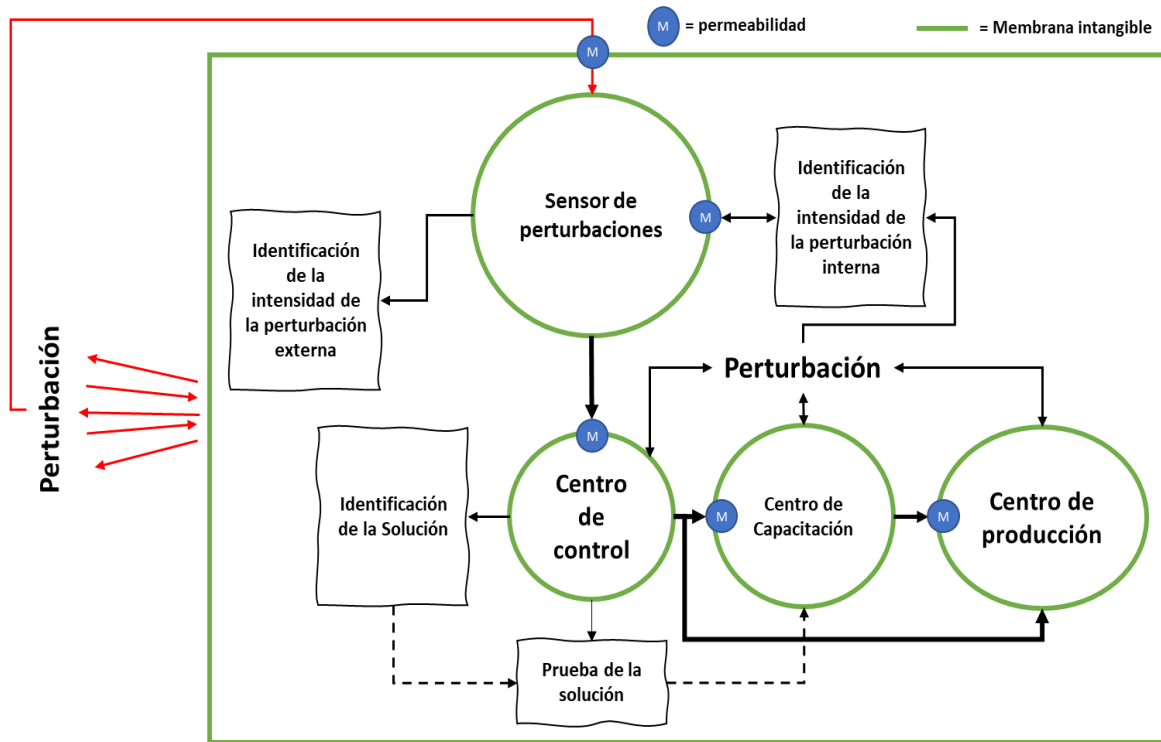 M = permeabilidad
= Membrana intangible
M
Sensor de
perturbaciones
M
Identificación
de la
intensidad de
la perturbación
interna
Identificación
de la
intensidad de
la perturbación
externa
Perturbación
Perturbación
M
Centro
de
control
Identificación
de la Solución
M
Centro de
Capacitación
M
Centro de
producción
Prueba de la
solución